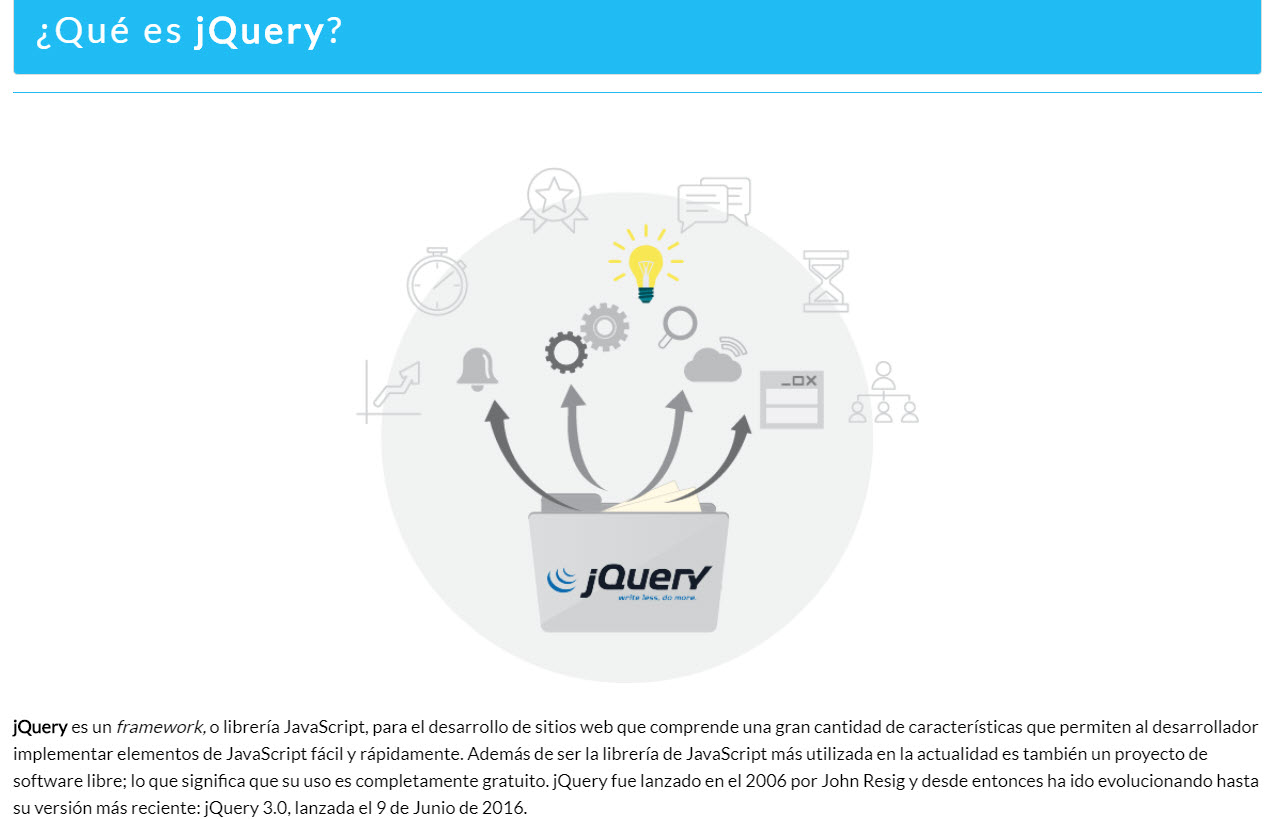 ¿Qué es jQuery?
jQuery
write less, do more.
jQuery es un framework, o librería JavaScript, para el desarrollo de sitios web que comprende una gran cantidad de características que permiten al desarrollador
implementar elementos de JavaScript fácil y rápidamente. Además de ser la librería de JavaScript más utilizada en la actualidad es también un proyecto de
software libre; lo que significa que su uso es completamente gratuito. jQuery fue lanzado en el 2006 por John Resig y desde entonces ha ido evolucionando hasta
su versión más reciente: jQuery 3.0, lanzada el 9 de Junio de 2016.